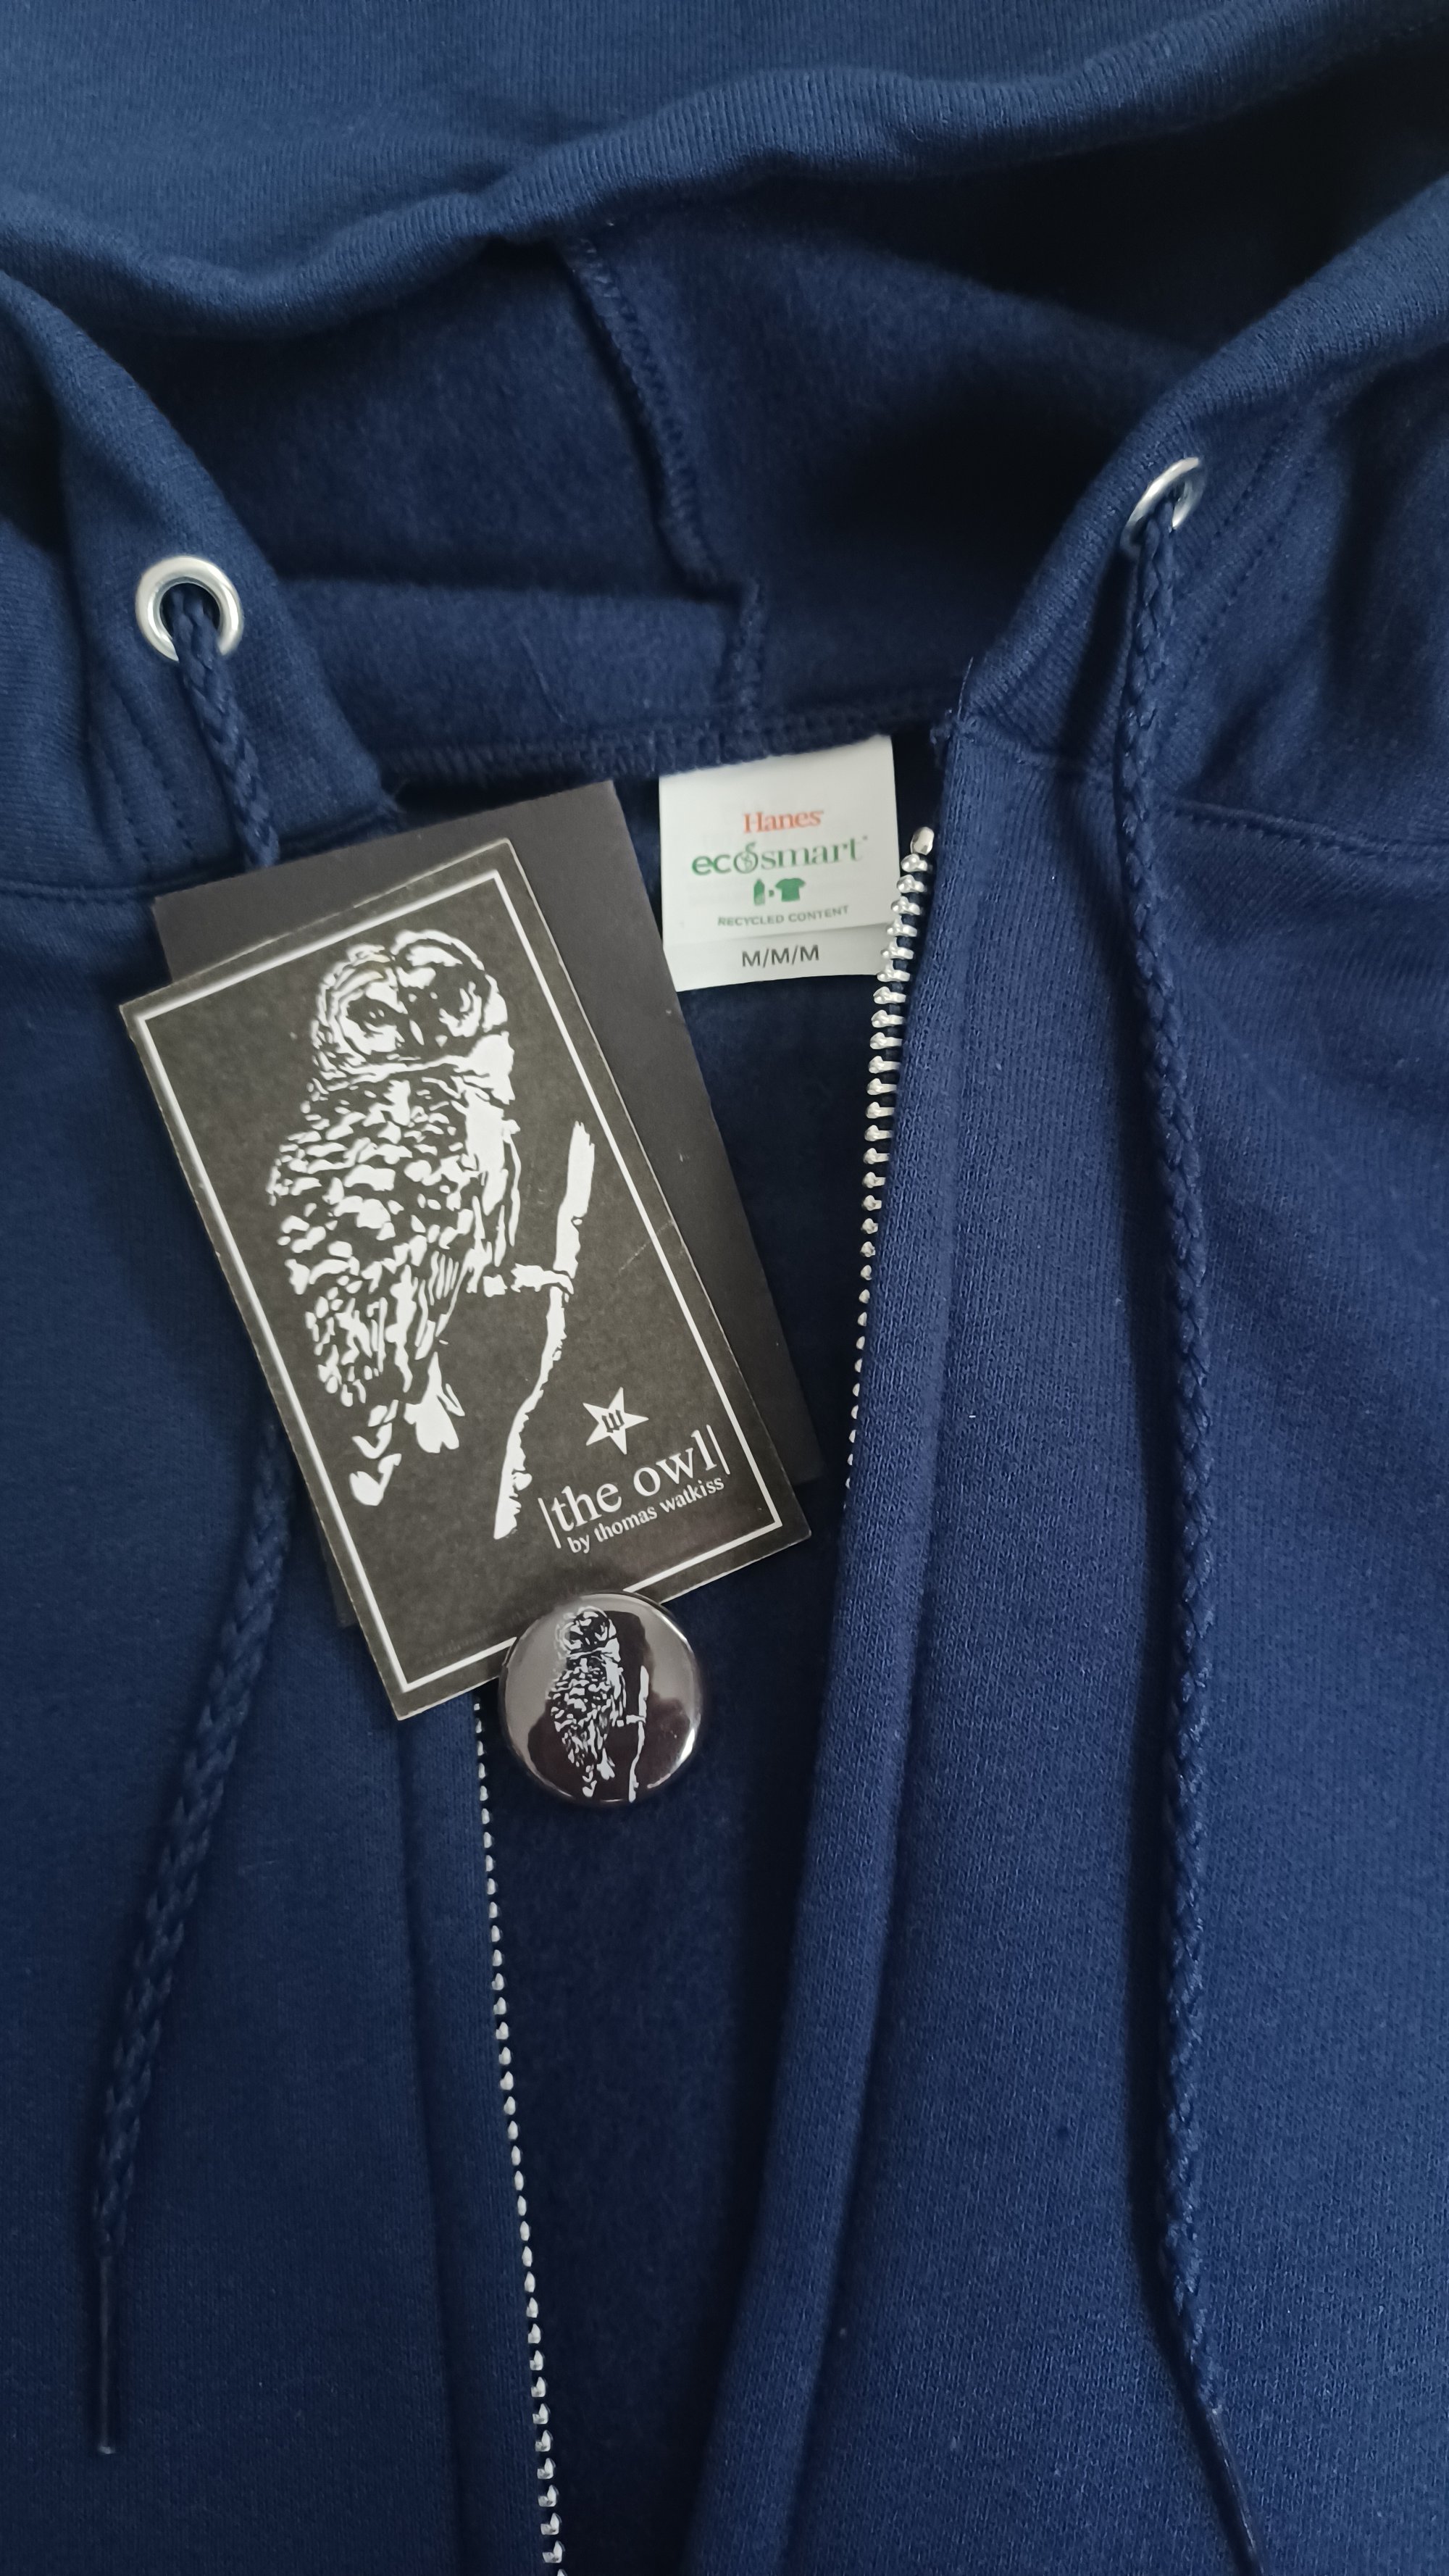 Hanes
ecosmart
RECYCLED CONTENT
M/M/M
W
|the owl|
by thomas watkiss